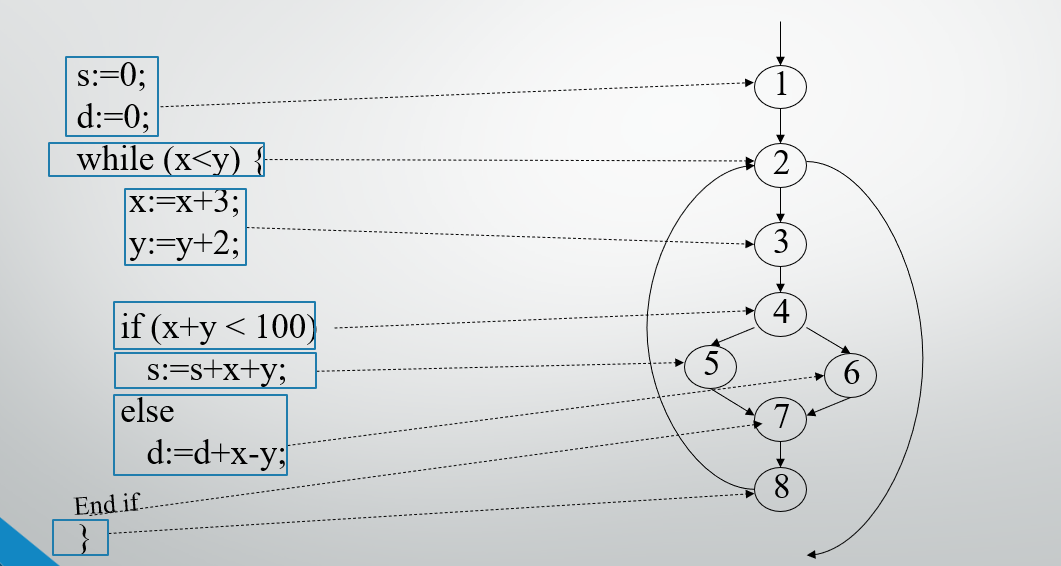 s:=0;
d:=0;
while (x<y) {
x:=x+3;
y:=y+2;
if (x+y < 100)
s:=s+x+y;
else
d:=d+x-y;
End if
}
1
2
3
4
5
6
7
8